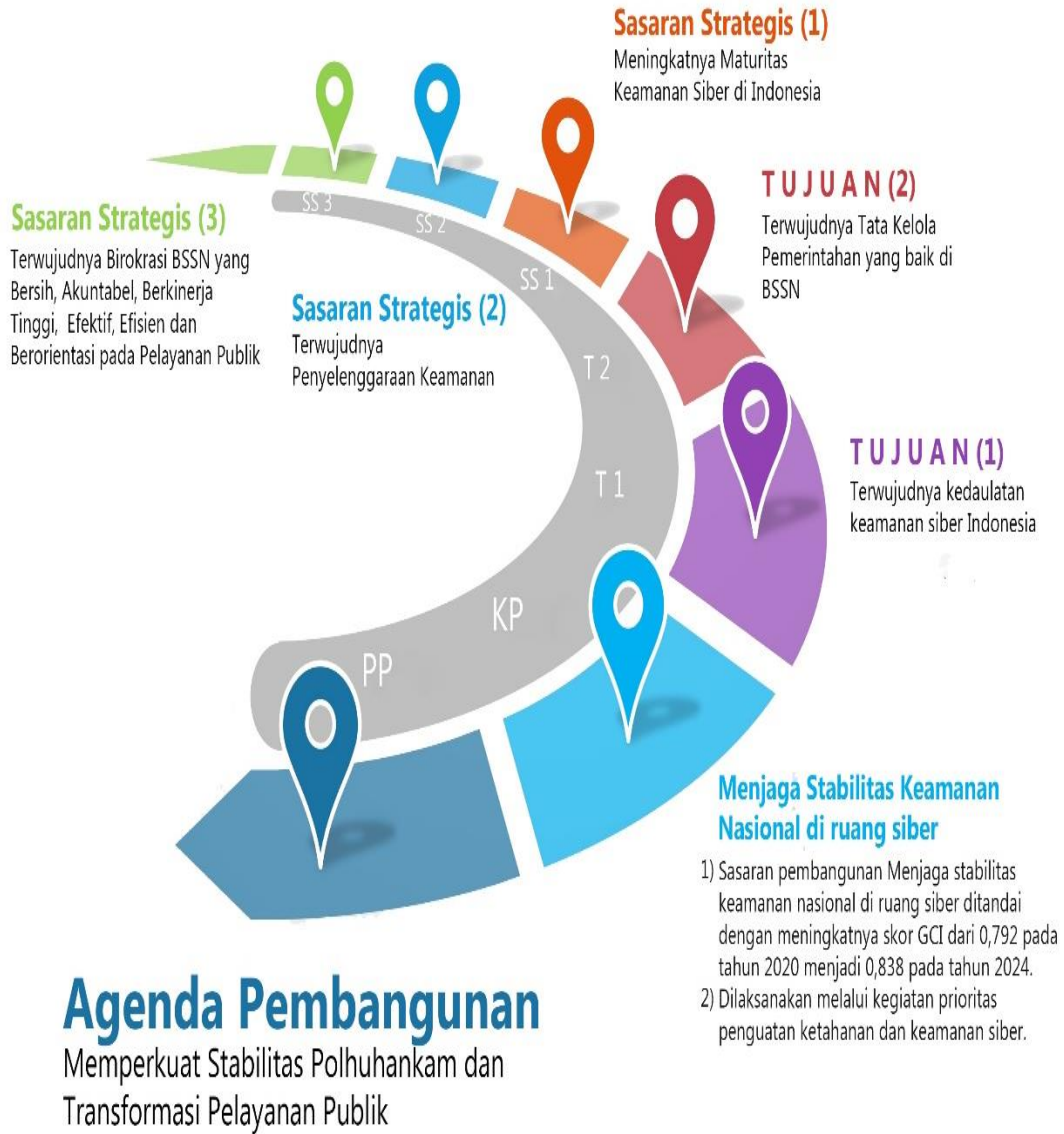 Sasaran Strategis (1)
Meningkatnya Maturitas
Keamanan Siber di Indonesia
TUJUAN (2)
Terwujudnya Tata Kelola
Pemerintahan yang baik di
BSSN
Sasaran Strategis (3)
Terwujudnya Birokrasi BSSN yang
Bersih, Akuntabel, Berkinerja
Tinggi, Efektif, Efisien dan
Berorientasi pada Pelayanan Publik
Sasaran Strategis (2)
Terwujudnya
Penyelenggaraan Keamanan
SS 3
SS 2
SS 1
T 2
T 1
KP
PP
TUJUAN (1)
Terwujudnya kedaulatan
keamanan siber Indonesia
Menjaga Stabilitas Keamanan
Nasional di ruang siber
1) Sasaran pembangunan Menjaga stabilitas
keamanan nasional di ruang siber ditandai
dengan meningkatnya skor GCI dari 0,792 pada
tahun 2020 menjadi 0,838 pada tahun 2024.
2) Dilaksanakan melalui kegiatan prioritas
penguatan ketahanan dan keamanan siber.
Agenda Pembangunan
Memperkuat Stabilitas Polhuhankam dan
Transformasi Pelayanan Publik